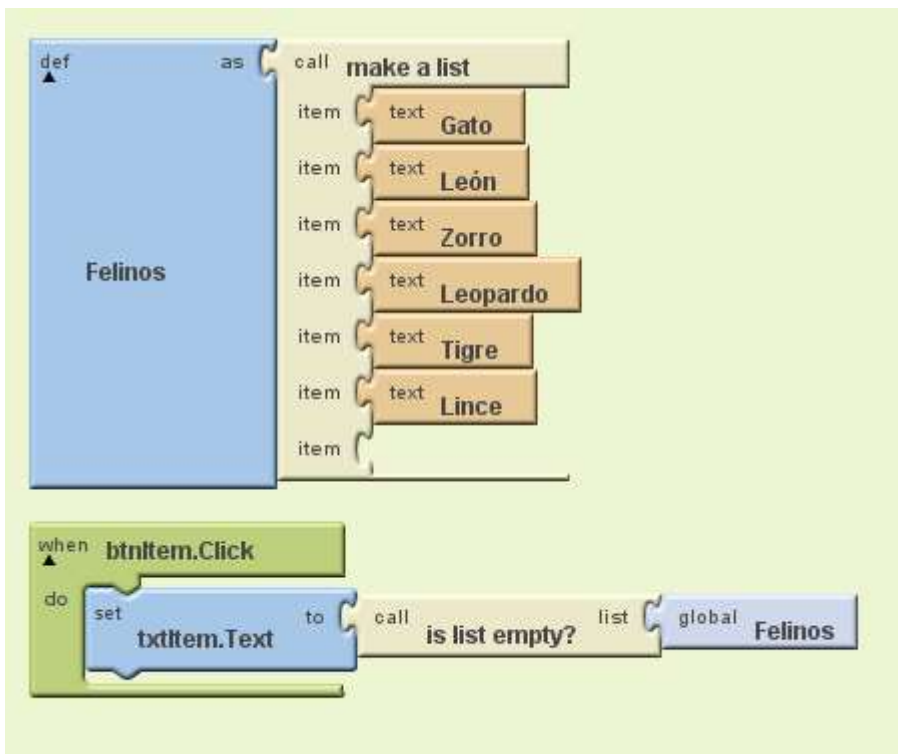 def as call make a list
item text Gato
item text León
item text Zorro
Felinos
item text Leopardo
item text Tigre
item text Lince
item
when btnItem.Click
do set txtItem.Text to call is list empty? list global Felinos